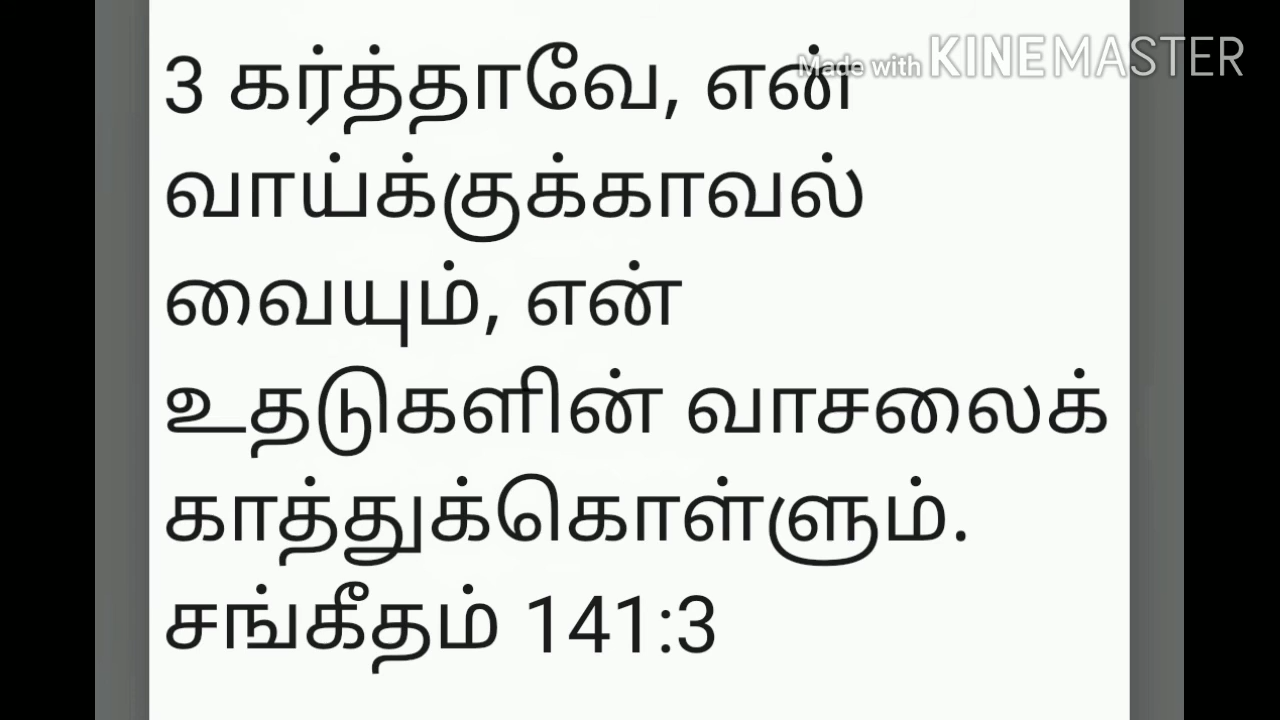 Made with KINEMASTER
3 கர்த்தாவே, என்
வாய்க்குக்காவல்
வையும், என்
உதடுகளின் வாசலைக்
காத்துக்கொள்ளும்.
சங்கீதம் 141:3